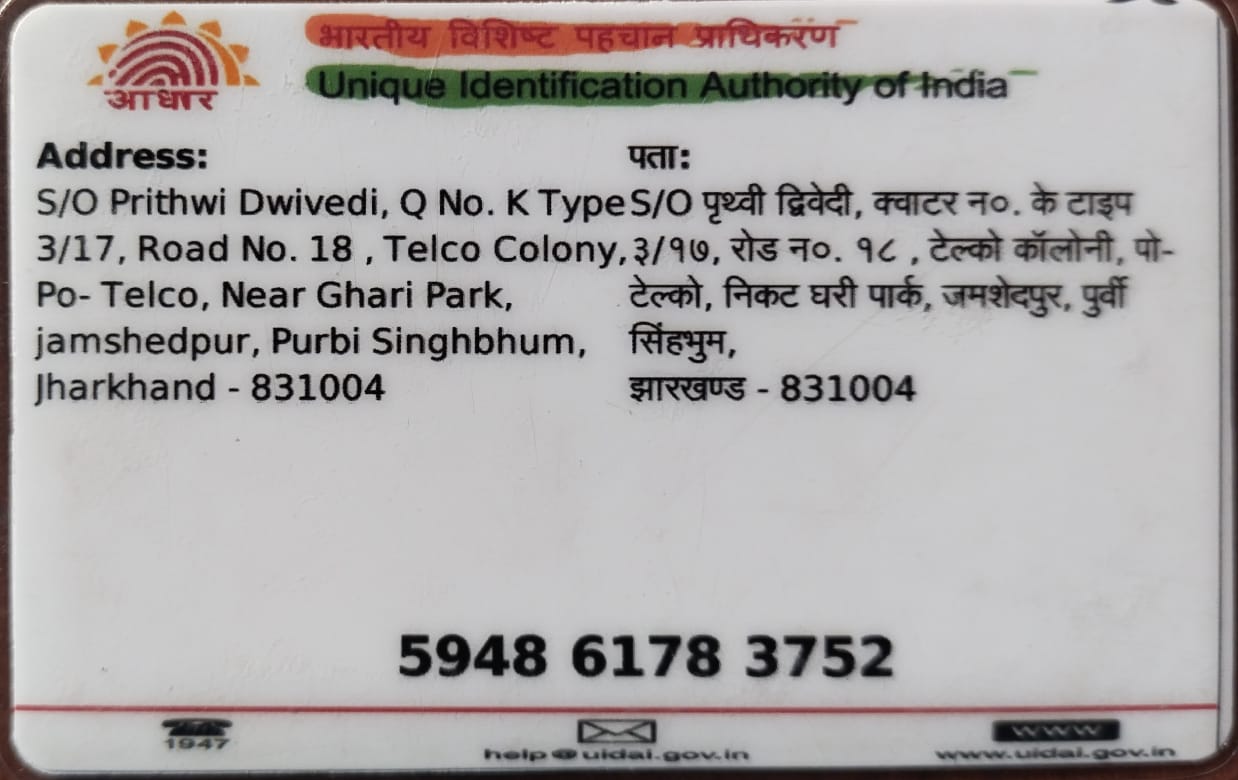 आधार
भारतीय विशिष्ट पहचान प्राधिकरण
Unique Identification Authority of India
Address:
S/O Prithwi Dwivedi, Q No. K Type
3/17, Road No. 18 , Telco Colony,
Po- Telco, Near Ghari Park,
jamshedpur, Purbi Singhbhum,
Jharkhand - 831004
पता:
S/O पृथ्वी द्विवेदी, क्वाटर न०. के टाइप
३/१७, रोड न०. १८ , टेल्को कॉलोनी, पो-
टेल्को, निकट घरी पार्क, जमशेदपुर, पुर्वी
सिंहभुम,
झारखण्ड - 831004
5948 6178 3752
1947
help@uidai.gov.in
WWW
www.uidai.gov.in